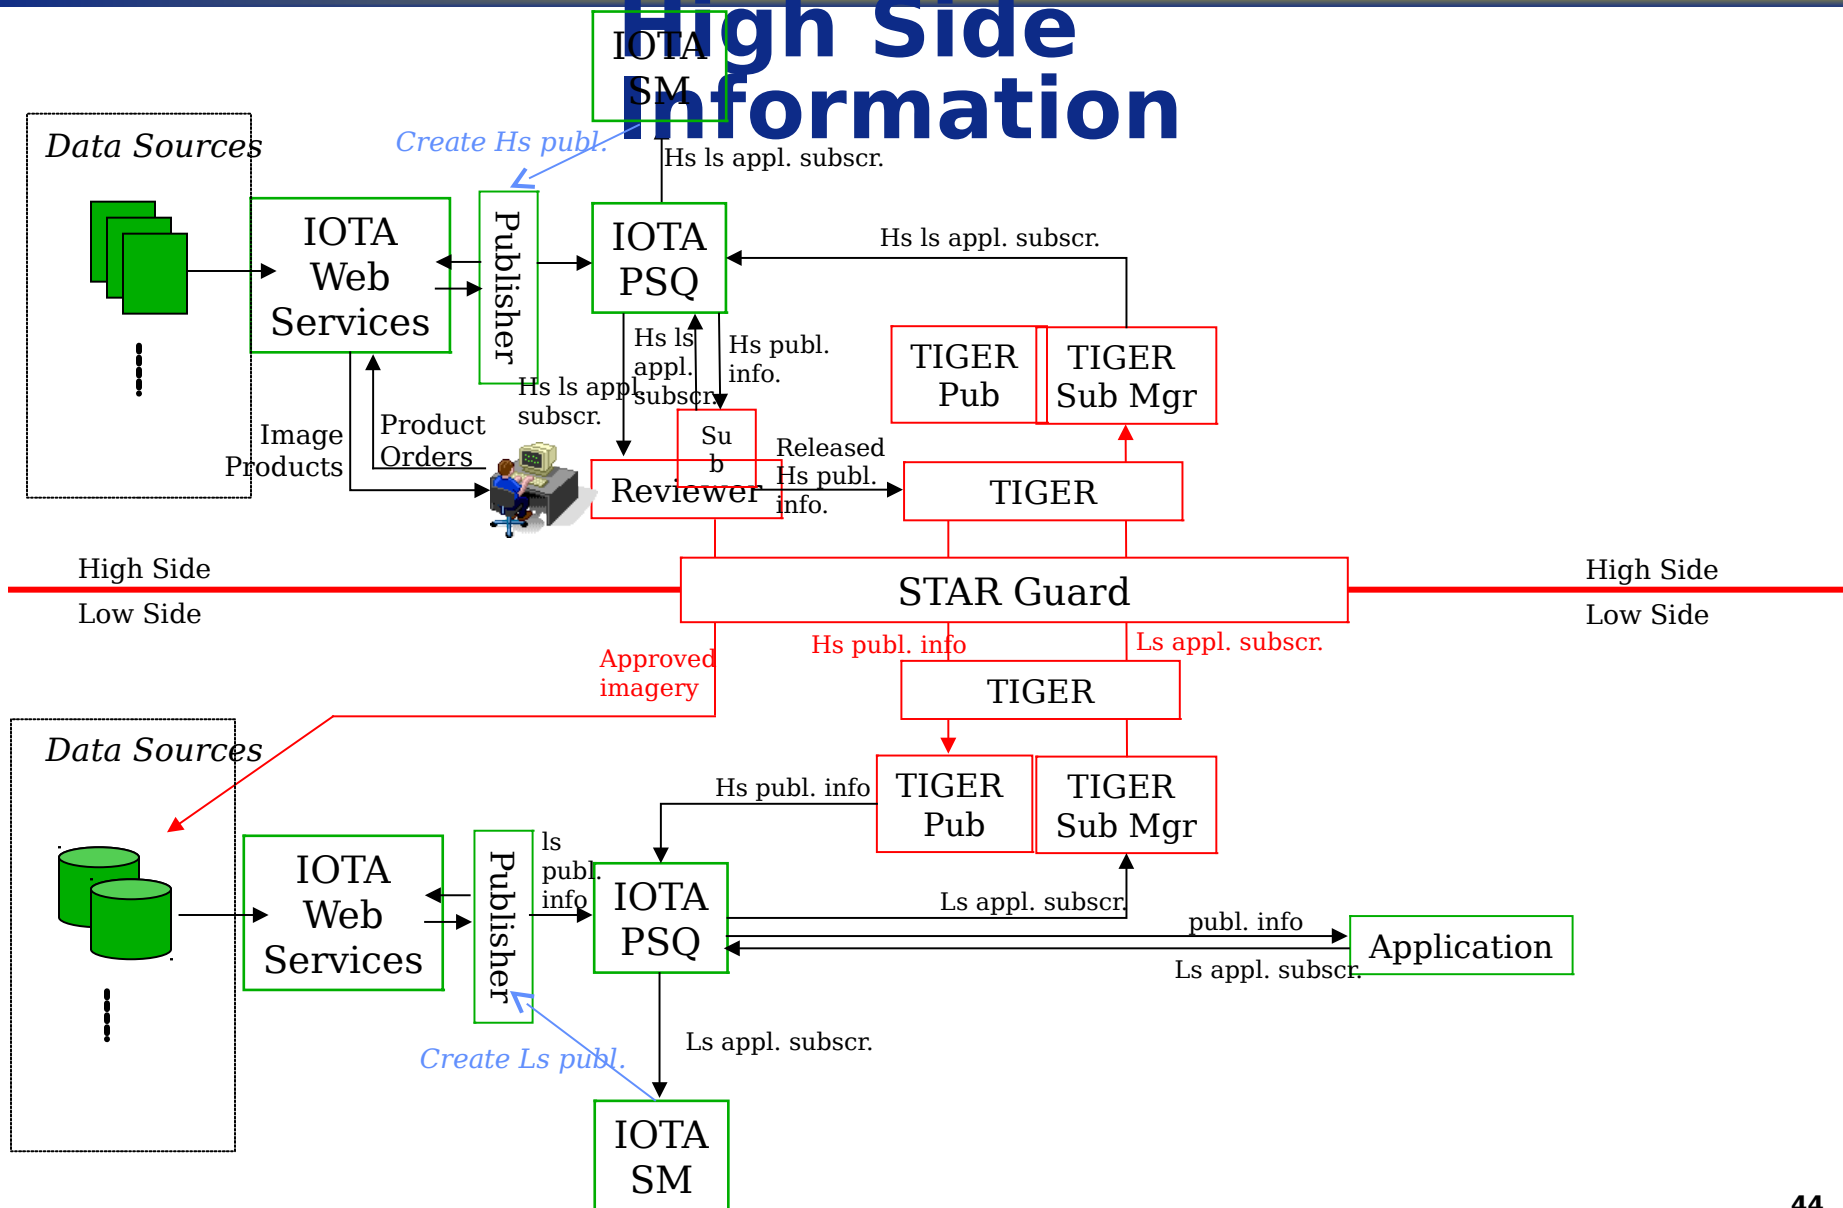 High Side
Information
IOTA
SM
Data Sources
Create Hs publ.
Hs ls appl. subscr.
IOTA
Web
Services
Publisher
IOTA
PSQ
Hs ls appl. subscr.
Hs ls
appl.
subscr.
Hs publ.
info.
Hs ls appl.
subscr.
TIGER
Pub
TIGER
Sub Mgr
Image
Products
Product
Orders
Su
b
Reviewer
Released
Hs publ.
info.
TIGER
High Side
Low Side
STAR Guard
High Side
Low Side
Approved
imagery
Hs publ. info
Ls appl. subscr.
TIGER
Data Sources
Hs publ. info
TIGER
Pub
TIGER
Sub Mgr
IOTA
Web
Services
Publisher
ls
publ.
info
IOTA
PSQ
Ls appl. subscr.
publ. info
Application
Ls appl. subscr.
Ls appl. subscr.
Create Ls publ.
IOTA
SM
44